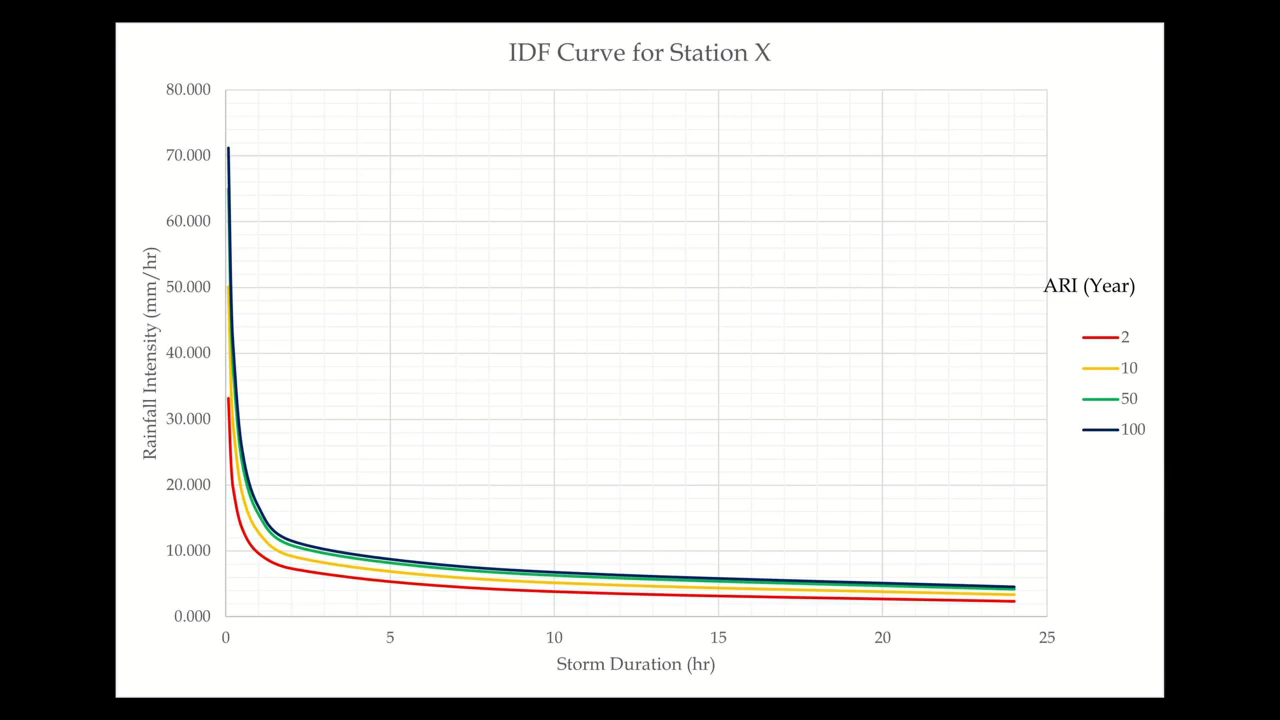 IDF Curve for Station X
80.000
70.000
60.000
50.000
40.000
30.000
20.000
10.000
0.000
Rainfall Intensity (mm/hr)
0 5 10 15 20 25
Storm Duration (hr)
ARI (Year)
2
10
50
100